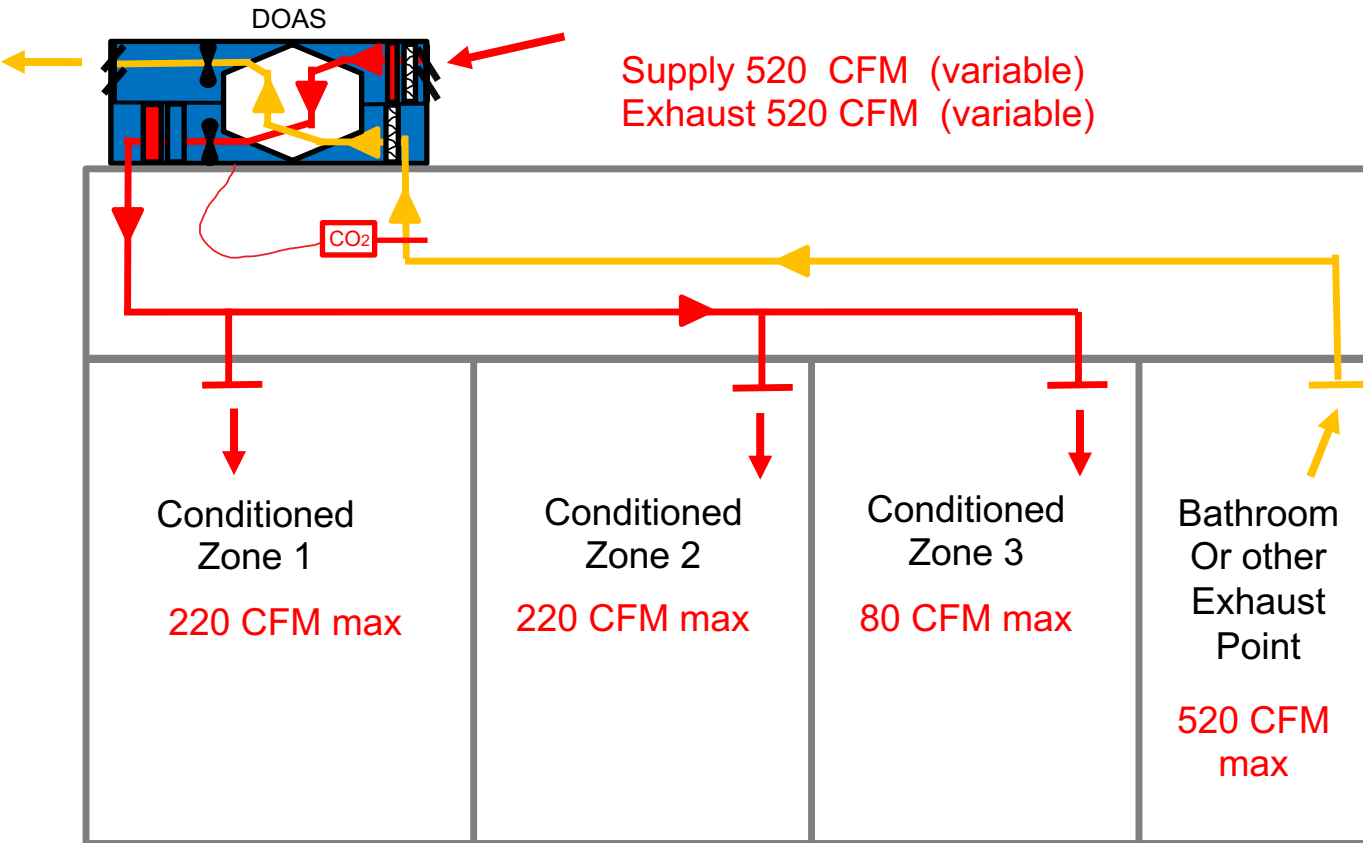 DOAS
Supply 520 CFM (variable)
Exhaust 520 CFM (variable)
CO2
Conditioned
Zone 1
220 CFM max
Conditioned
Zone 2
220 CFM max
Conditioned
Zone 3
80 CFM max
Bathroom
Or other
Exhaust
Point
520 CFM
max